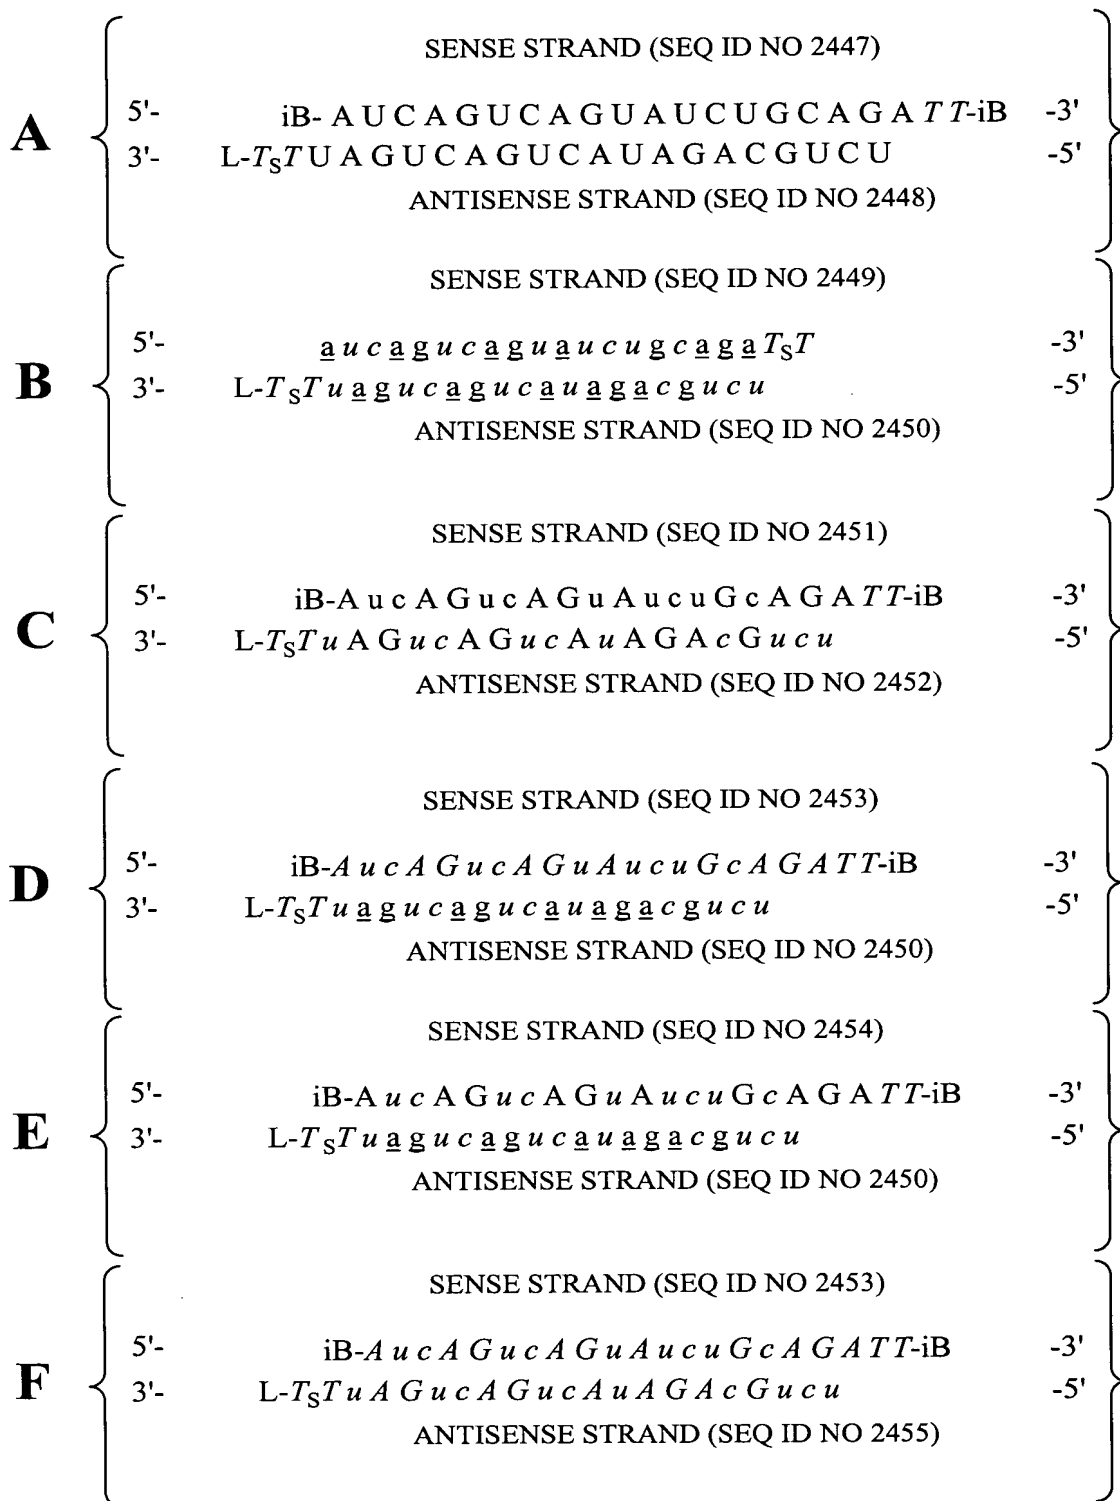 SENSE STRAND (SEQ ID NO 2447)
A 5'- iB- A U C A G U C A G U A U C U G C A G A T T-iB -3'
3'- L-TSTU A G U C A G U C A U A G A C G U C U -5'
ANTISENSE STRAND (SEQ ID NO 2448)
SENSE STRAND (SEQ ID NO 2449)
B 5'- a u c a g u c a g u a u c u g c a g a TST -3'
3'- L-TSTu a g u c a g u c a u a g a c g u c u -5'
ANTISENSE STRAND (SEQ ID NO 2450)
SENSE STRAND (SEQ ID NO 2451)
C 5'- iB-A u c A G u c A G u A u c u G c A G A TT-iB -3'
3'- L-TSTu A G u c A G u c A u A G A c G u c u -5'
ANTISENSE STRAND (SEQ ID NO 2452)
SENSE STRAND (SEQ ID NO 2453)
D 5'- iB-A u c A G u c A G u A u c u G c A G A T T-iB -3'
3'- L-TSTu a g u c a g u c a u a g a c g u c u -5'
ANTISENSE STRAND (SEQ ID NO 2450)
SENSE STRAND (SEQ ID NO 2454)
E 5'- iB-A u c A G u c A G u A u c u G c A G A TT-iB -3'
3'- L-TSTu a g u c a g u c a u a g a c g u c u -5'
ANTISENSE STRAND (SEQ ID NO 2450)
SENSE STRAND (SEQ ID NO 2453)
F 5'- iB-A u c A G u c A G u A u c u G c A G A T T-iB -3'
3'- L-TSTu A G u c A G u c A u A G A c G u c u -5'
ANTISENSE STRAND (SEQ ID NO 2455)